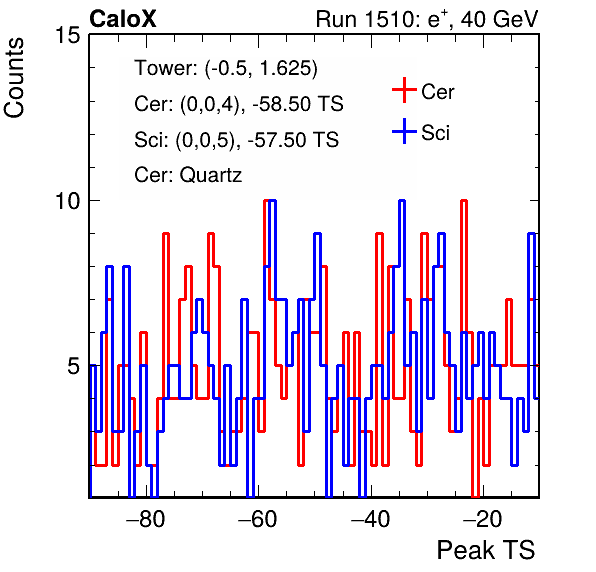 CaloX Run 1510: e⁺, 40 GeV
Counts
15
Tower: (-0.5, 1.625)
Cer: (0,0,4), -58.50 TS
Sci: (0,0,5), -57.50 TS
Cer: Quartz
Cer
Sci
10
5
−80 −60 −40 −20
Peak TS